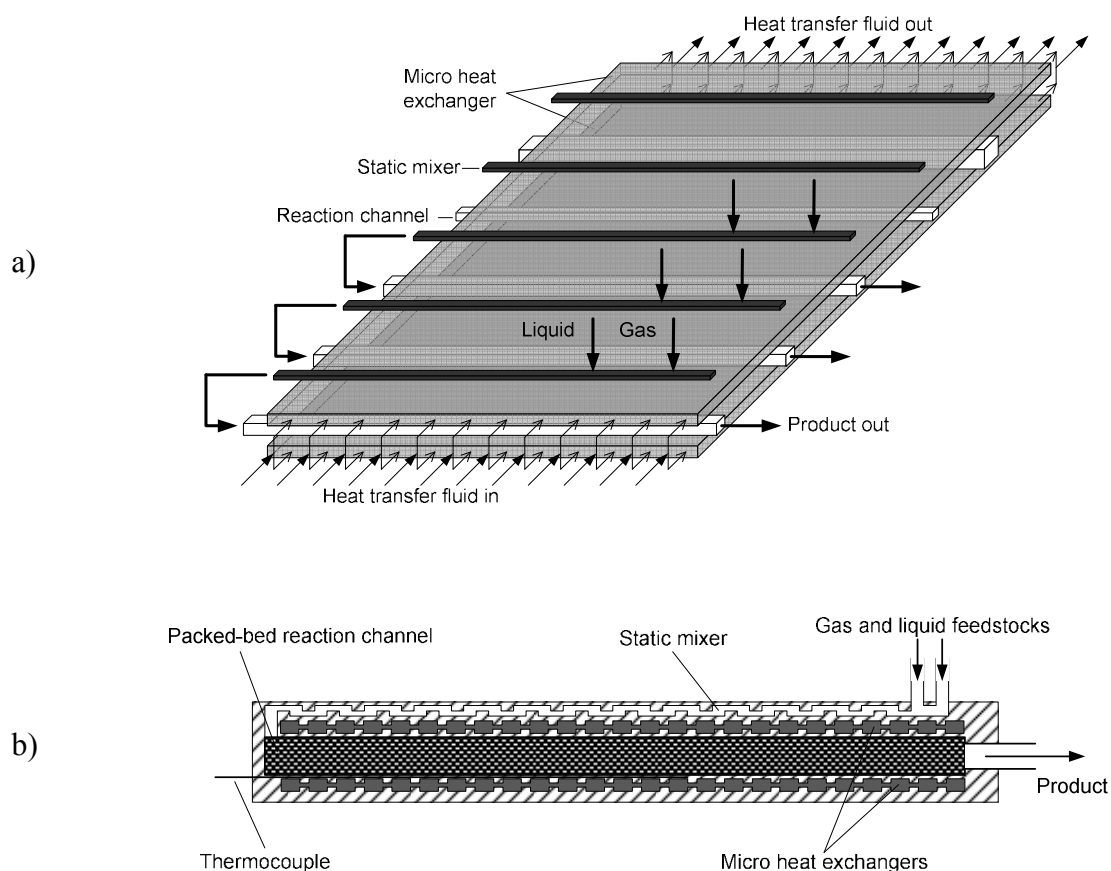 Heat transfer fluid out
Micro heat
exchanger
Static mixer
Reaction channel
a)
Liquid Gas
Product out
Heat transfer fluid in
Packed-bed reaction channel
Static mixer
Gas and liquid feedstocks
b)
Product
Thermocouple
Micro heat exchangers